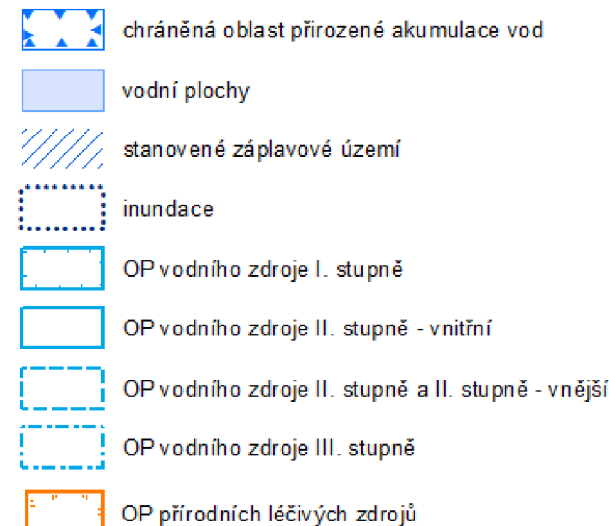 chráněná oblast přirozené akumulace vod
vodní plochy
stanovené záplavové území
inundace
OP vodního zdroje I. stupně
OP vodního zdroje II. stupně - vnitřní
OP vodního zdroje II. stupně a II. stupně - vnější
OP vodního zdroje III. stupně
OP přírodních léčivých zdrojů